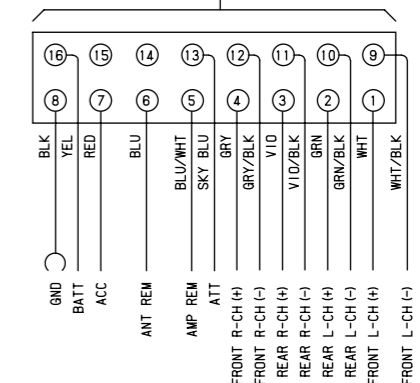 16 15 14 13 12 11 10 9
8 7 6 5 4 3 2 1
BLK
YEL
RED
BLU
BLU/WHT
SKY BLU
GRY
GRY/BLK
VIO
VIO/BLK
GRN
GRN/BLK
WHT
WHT/BLK
GND
BATT
ACC
ANT REM
AMP REM
ATT
FRONT R-CH (+)
FRONT R-CH (-)
REAR R-CH (+)
REAR R-CH (-)
REAR L-CH (+)
REAR L-CH (-)
FRONT L-CH (+)
FRONT L-CH (-)